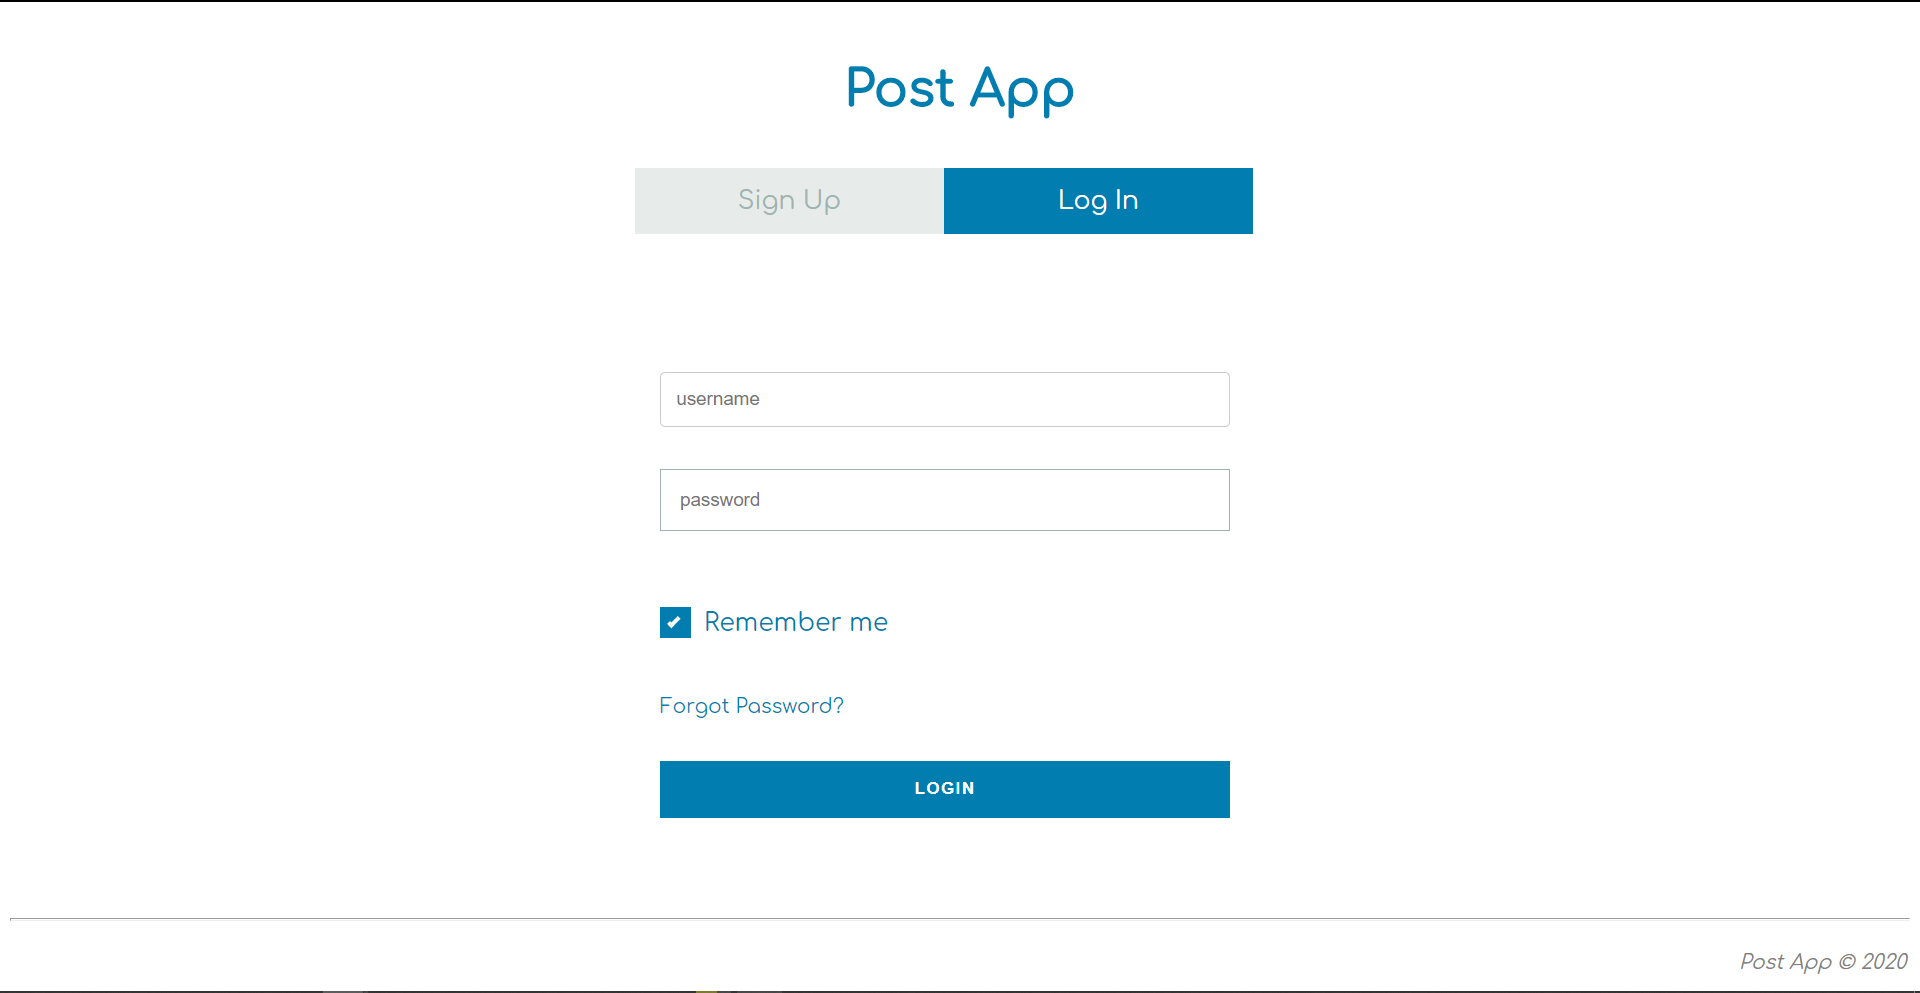 Post App
Sign Up
Log In
username
password
Remember me
Forgot Password?
LOGIN
Post App © 2020